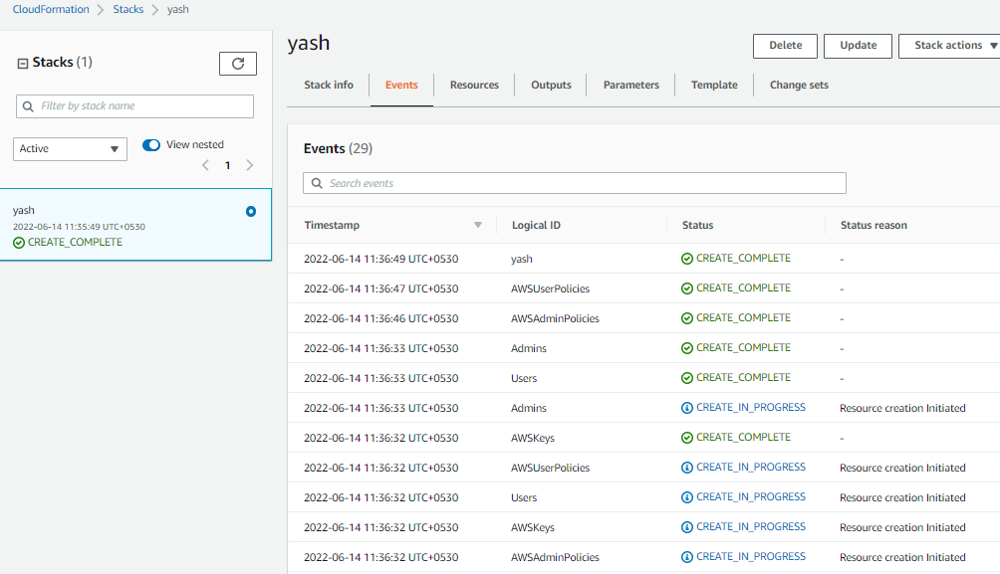 CloudFormation > Stacks > yash
Stacks (1)
Filter by stack name
Active
View nested
1
yash
2022-06-14 11:35:49 UTC+0530
CREATE_COMPLETE
yash
Delete Update Stack actions
Stack info Events Resources Outputs Parameters Template Change sets
Events (29)
Search events
Timestamp Logical ID Status Status reason
2022-06-14 11:36:49 UTC+0530 yash CREATE_COMPLETE -
2022-06-14 11:36:47 UTC+0530 AWSUserPolicies CREATE_COMPLETE -
2022-06-14 11:36:46 UTC+0530 AWSAdminPolicies CREATE_COMPLETE -
2022-06-14 11:36:33 UTC+0530 Admins CREATE_COMPLETE -
2022-06-14 11:36:33 UTC+0530 Users CREATE_COMPLETE -
2022-06-14 11:36:33 UTC+0530 Admins CREATE_IN_PROGRESS Resource creation Initiated
2022-06-14 11:36:32 UTC+0530 AWSKeys CREATE_COMPLETE -
2022-06-14 11:36:32 UTC+0530 AWSUserPolicies CREATE_IN_PROGRESS Resource creation Initiated
2022-06-14 11:36:32 UTC+0530 Users CREATE_IN_PROGRESS Resource creation Initiated
2022-06-14 11:36:32 UTC+0530 AWSKeys CREATE_IN_PROGRESS Resource creation Initiated
2022-06-14 11:36:32 UTC+0530 AWSAdminPolicies CREATE_IN_PROGRESS Resource creation Initiated